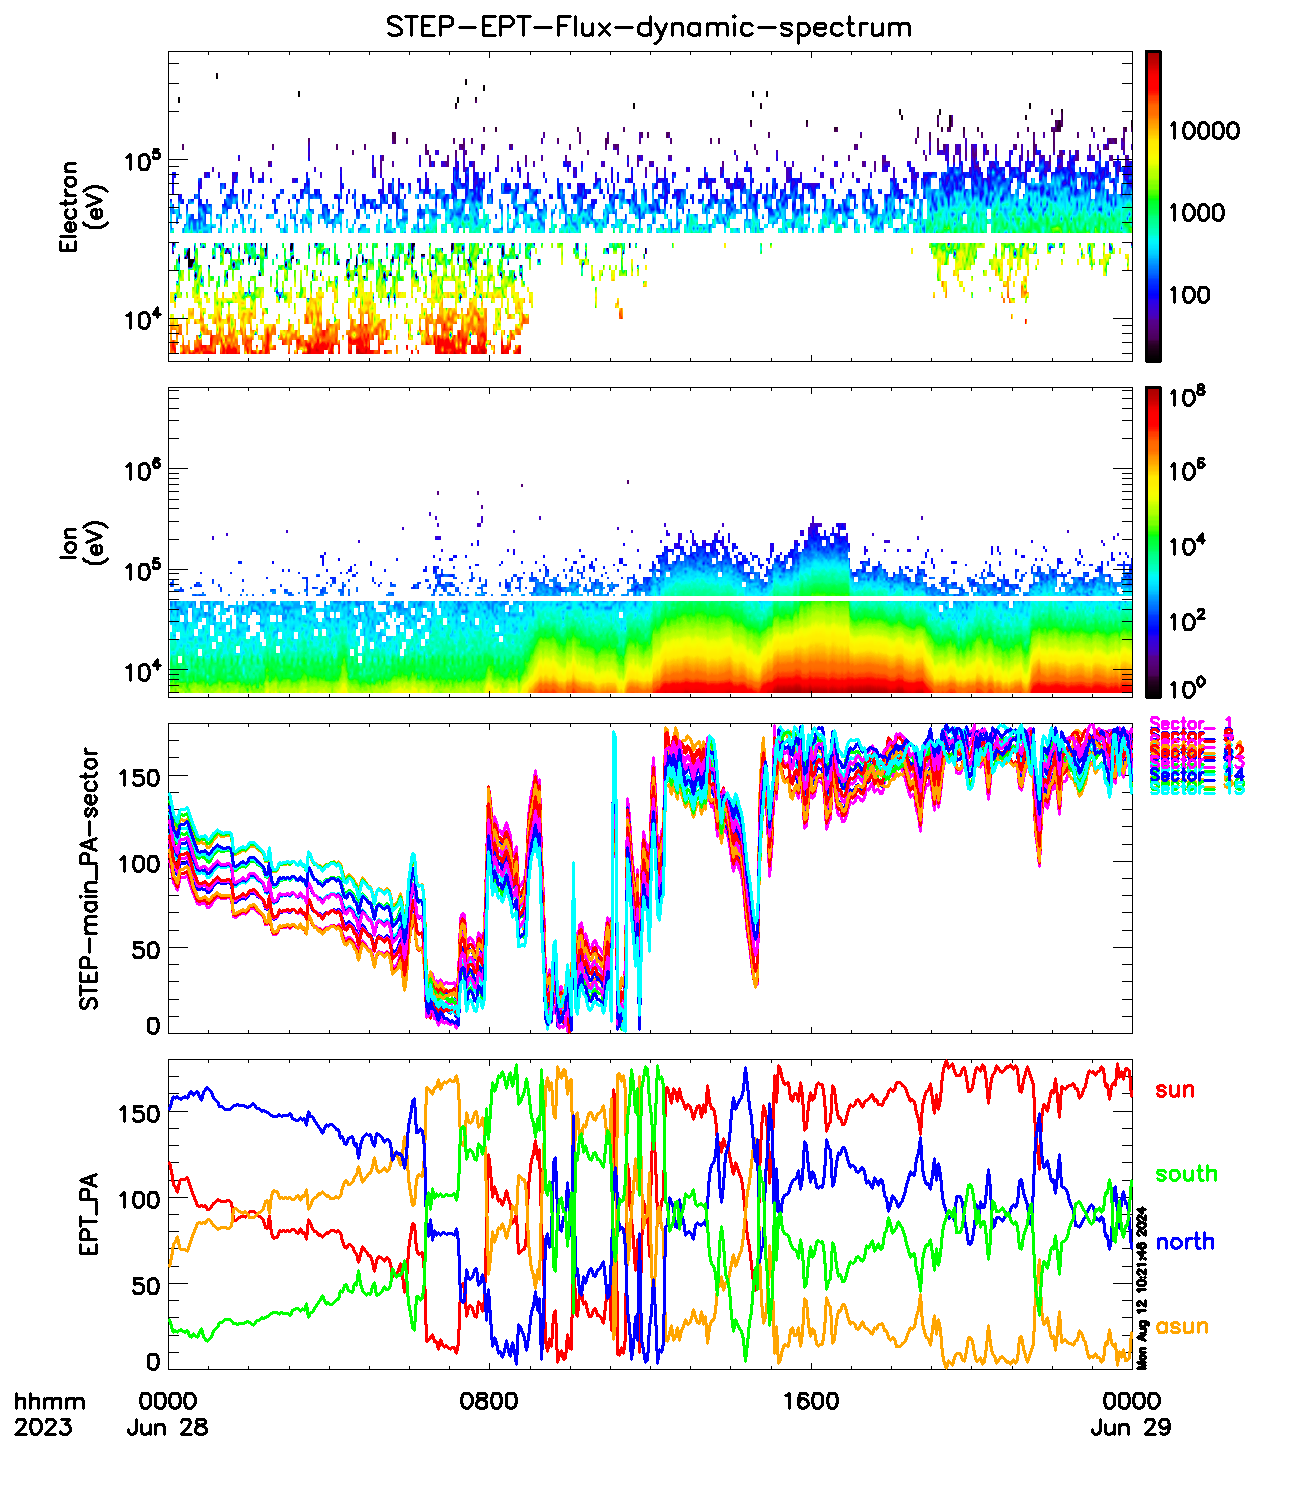 STEP-EPT-Flux-dynamic-spectrum
Electron
(eV)
10⁵
10⁴
10000
1000
100
Ion
(eV)
10⁶
10⁵
10⁴
10⁸
10⁶
10⁴
10²
10⁰
STEP-main_PA-sector
150
100
50
0
Sector_ 1
Sector_ 14
EPT_PA
150
100
50
0
sun
south
north
asun
Mon Aug 12 10:21:46 2024
hhmm
2023
0000
Jun 28
0800
1600
0000
Jun 29